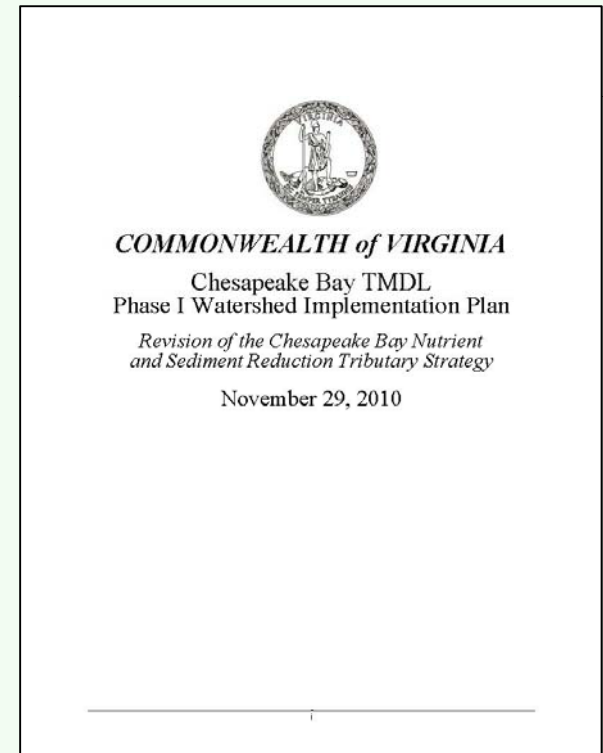 VIRGINIA
COMMONWEALTH of VIRGINIA
Chesapeake Bay TMDL
Phase I Watershed Implementation Plan
Revision of the Chesapeake Bay Nutrient
and Sediment Reduction Tributary Strategy
November 29, 2010
i